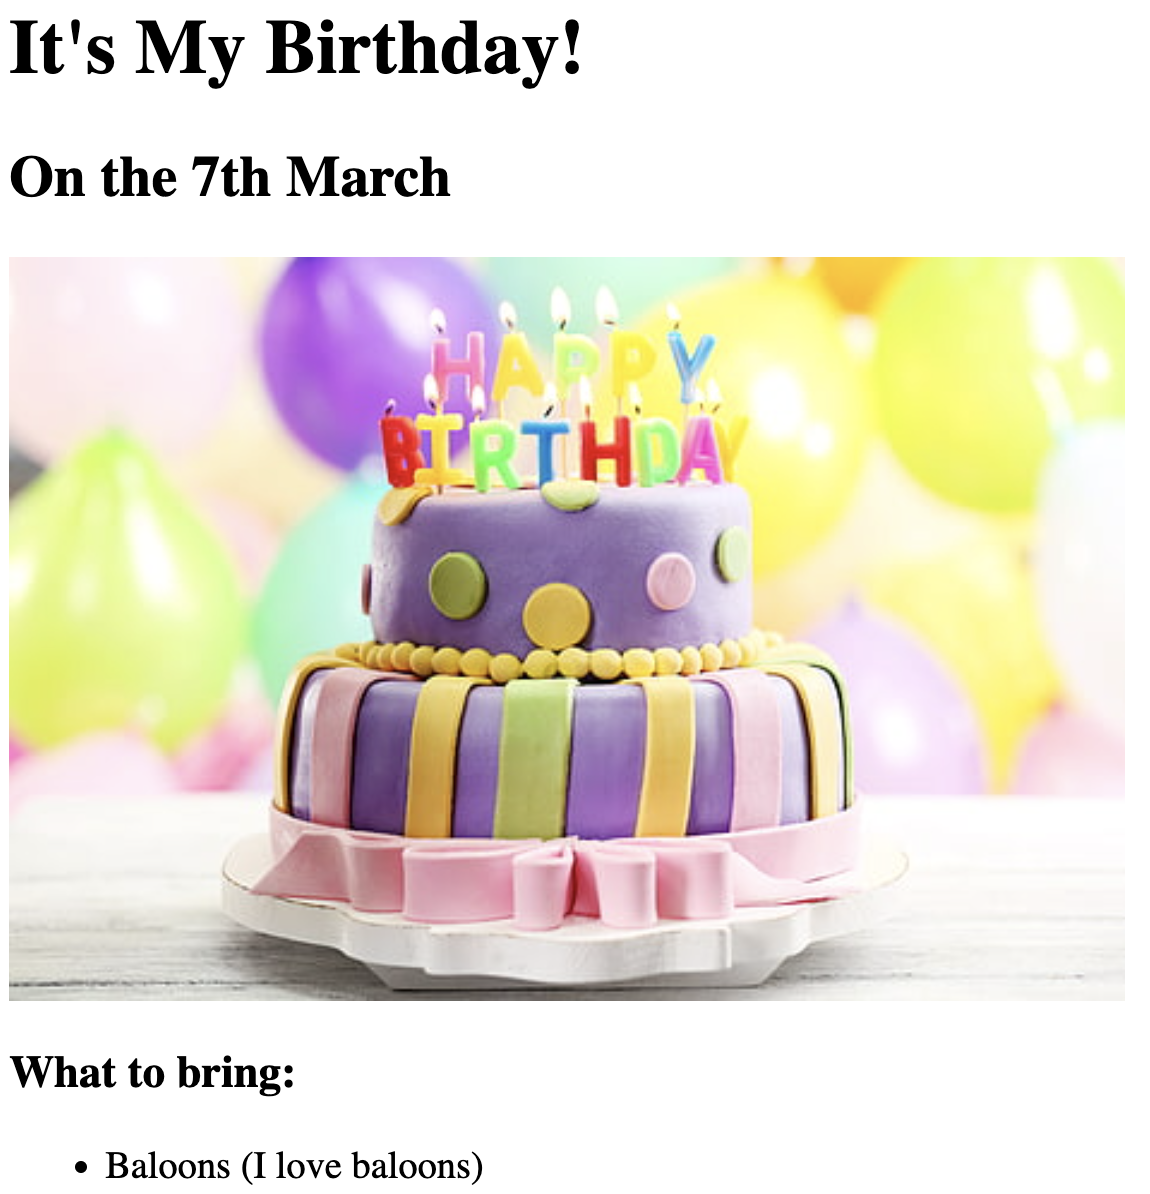 It's My Birthday!
On the 7th March
HAPPY
BIRTHDAY
What to bring:
• Baloons (I love baloons)